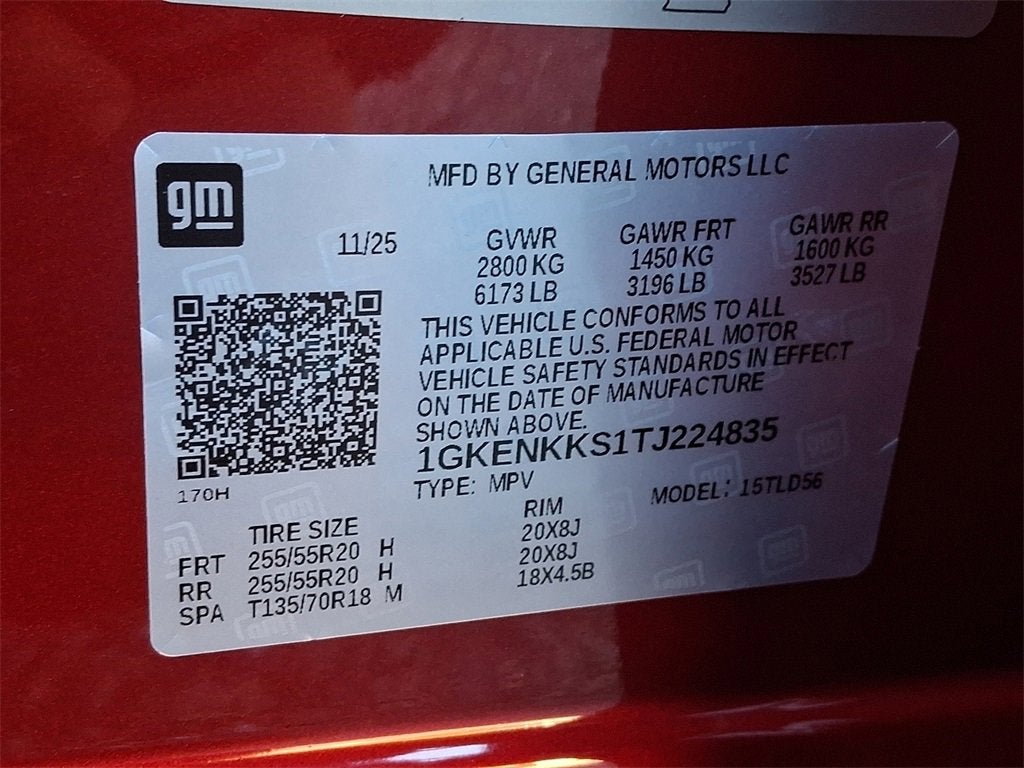 gm
MFD BY GENERAL MOTORS LLC
11/25
GVWR GAWR FRT GAWR RR
2800 KG 1450 KG 1600 KG
6173 LB 3196 LB 3527 LB
THIS VEHICLE CONFORMS TO ALL
APPLICABLE U.S. FEDERAL MOTOR
VEHICLE SAFETY STANDARDS IN EFFECT
ON THE DATE OF MANUFACTURE
SHOWN ABOVE.
1GKENKKS1TJ224835
170H
TYPE: MPV MODEL: 15TLD56
TIRE SIZE RIM
FRT 255/55R20 H 20X8J
RR 255/55R20 H 20X8J
SPA T135/70R18 M 18X4.5B